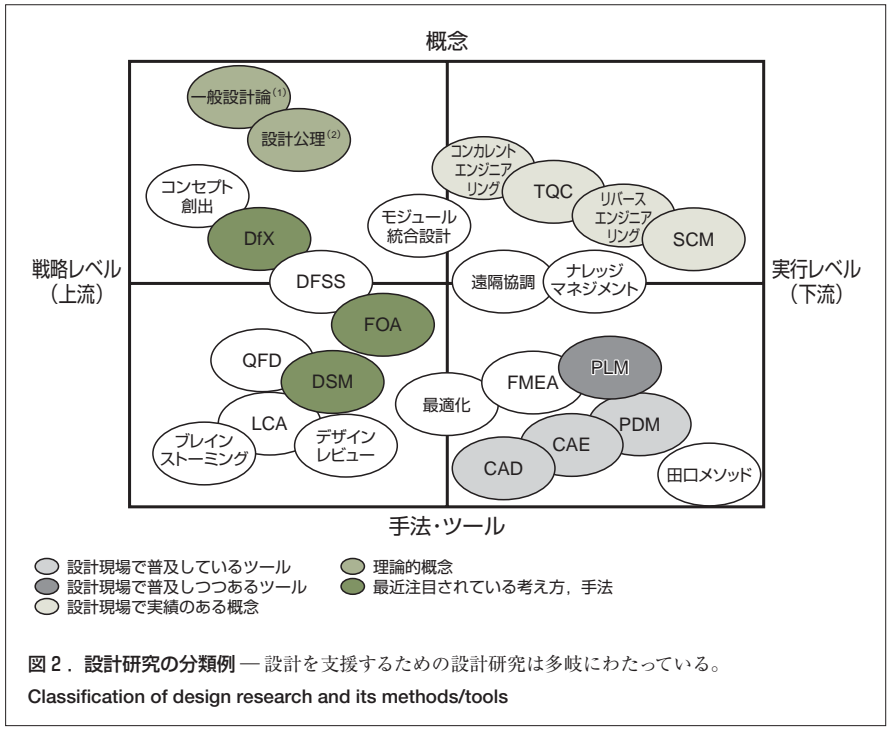 概念
一般設計論(1)
設計公理(2)
コンセプト
創出
DfX
DFSS
モジュール
統合設計
コンカレント
エンジニア
リング
TQC
リバース
エンジニア
リング
SCM
戦略レベル
(上流)
遠隔協調
ナレッジ
マネジメント
実行レベル
(下流)
FOA
QFD
DSM
LCA
ブレイン
ストーミング
デザイン
レビュー
最適化
FMEA
PLM
PDM
CAE
CAD
田口メソッド
手法・ツール
設計現場で普及しているツール
設計現場で普及しつつあるツール
設計現場で実績のある概念
理論的概念
最近注目されている考え方,手法
図2.設計研究の分類例 — 設計を支援するための設計研究は多岐にわたっている。
Classification of design research and its methods/tools